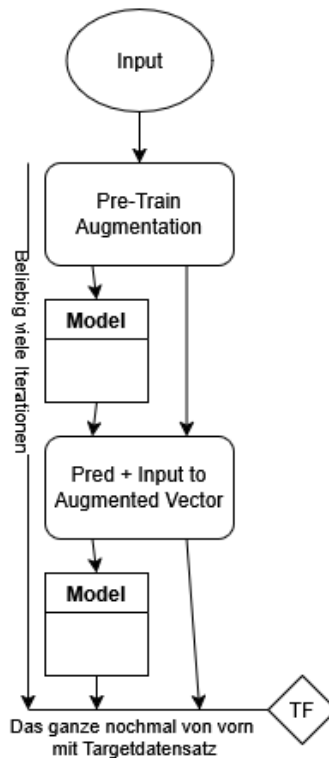 Input
Pre-Train
Augmentation
Beliebig viele Iterationen
Model
Pred + Input to
Augmented Vector
Model
TF
Das ganze nochmal von vorn
mit Targetdatensatz